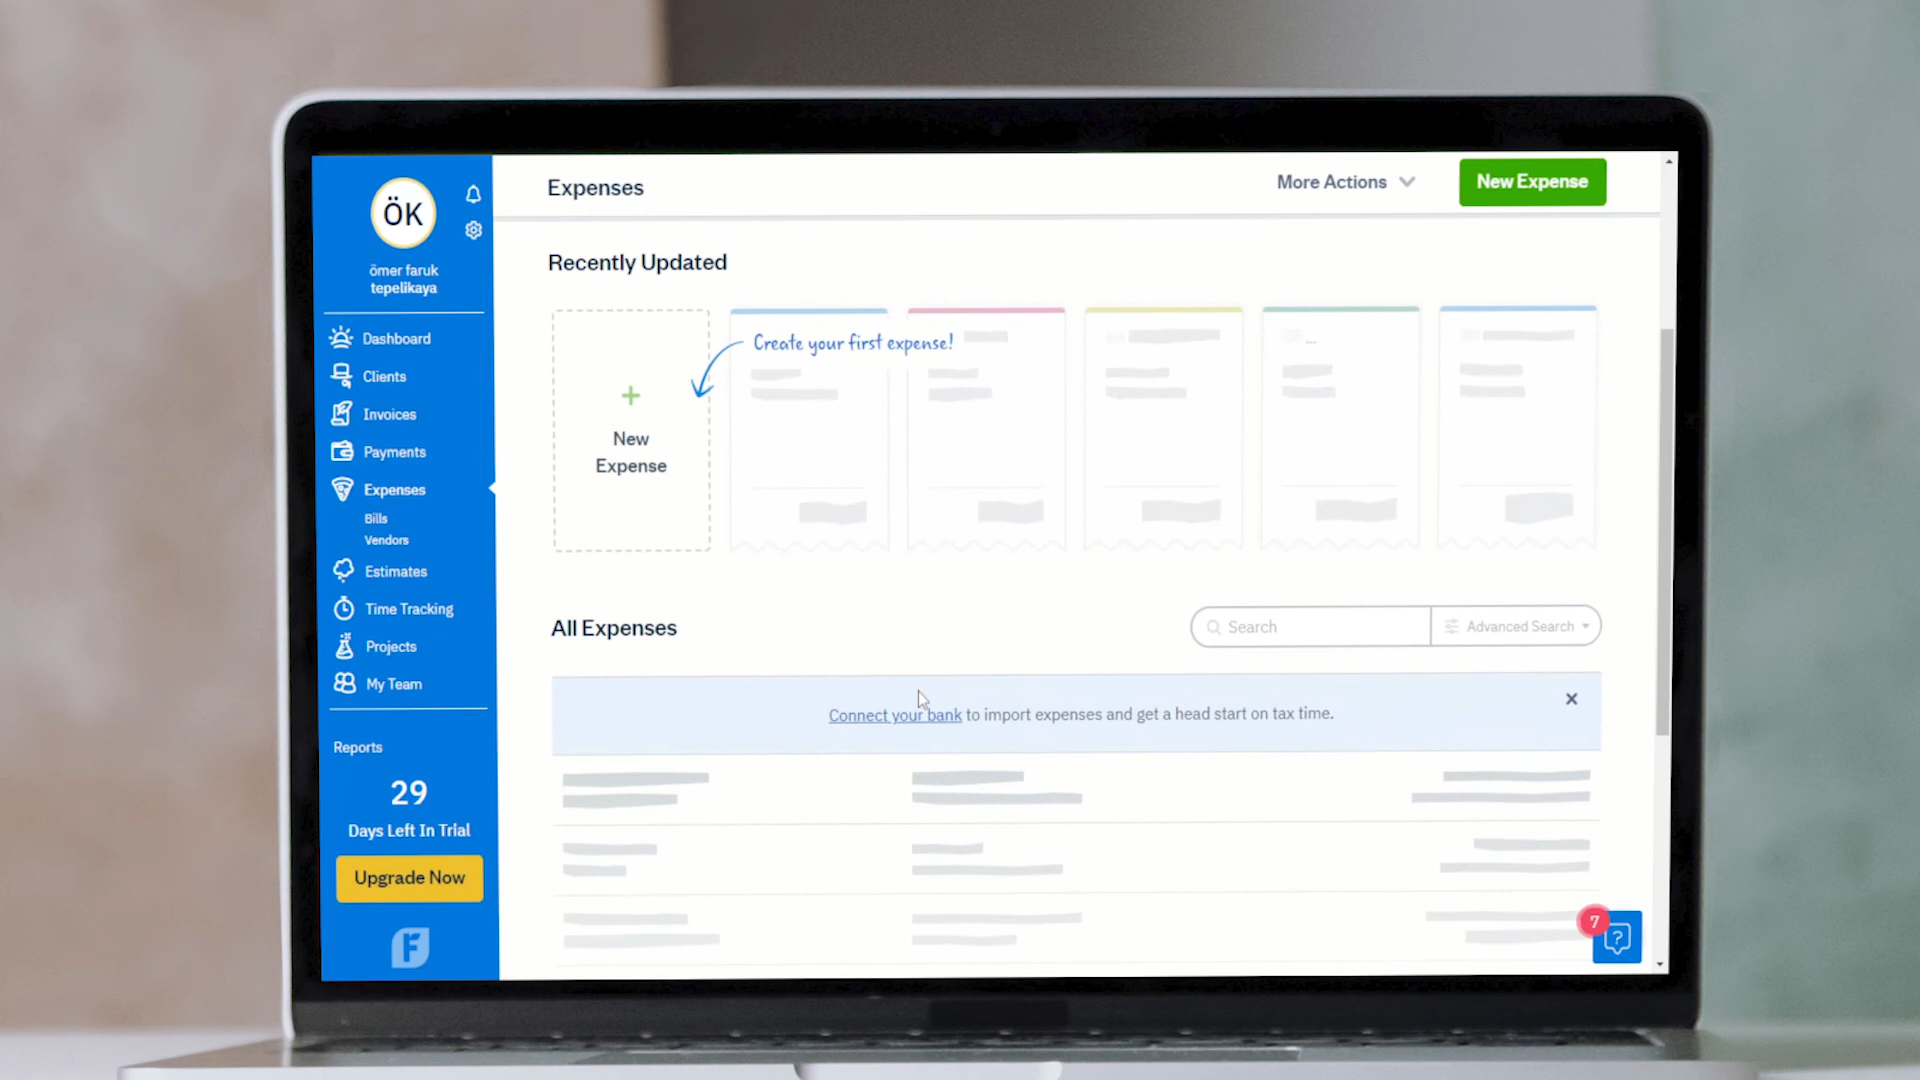 ÖK
ömer faruk
tepelikaya
Dashboard
Clients
Invoices
Payments
Expenses
Bills
Vendors
Estimates
Time Tracking
Projects
My Team
Reports
29
Days Left In Trial
Upgrade Now
F
Expenses
More Actions
New Expense
Recently Updated
Create your first expense!
...
+
New
Expense
All Expenses
Search
Advanced Search
Connect your bank to import expenses and get a head start on tax time.
7
?